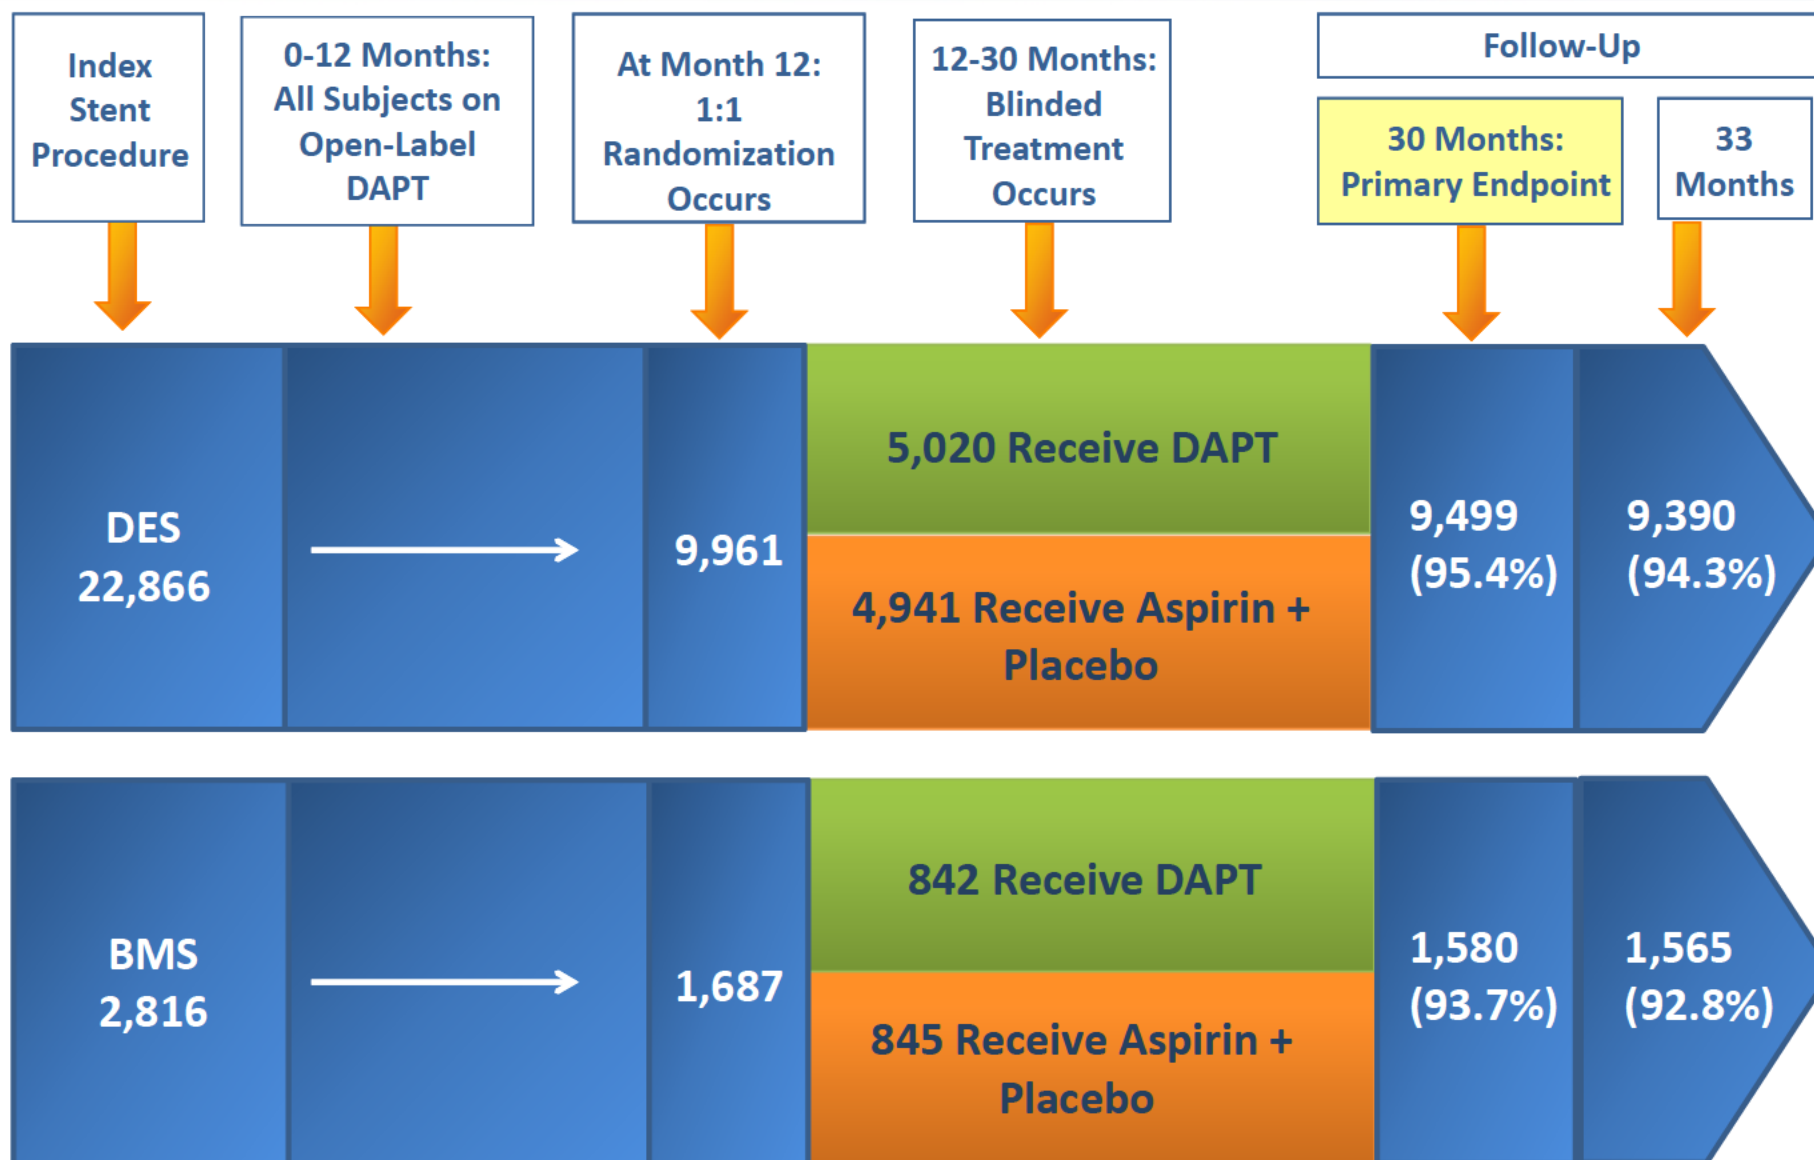 Index
Stent
Procedure
0-12 Months:
All Subjects on
Open-Label
DAPT
At Month 12:
1:1
Randomization
Occurs
12-30 Months:
Blinded
Treatment
Occurs
Follow-Up
30 Months:
Primary Endpoint
33
Months
DES
22,866
9,961
5,020 Receive DAPT
4,941 Receive Aspirin +
Placebo
9,499
(95.4%)
9,390
(94.3%)
BMS
2,816
1,687
842 Receive DAPT
845 Receive Aspirin +
Placebo
1,580
(93.7%)
1,565
(92.8%)